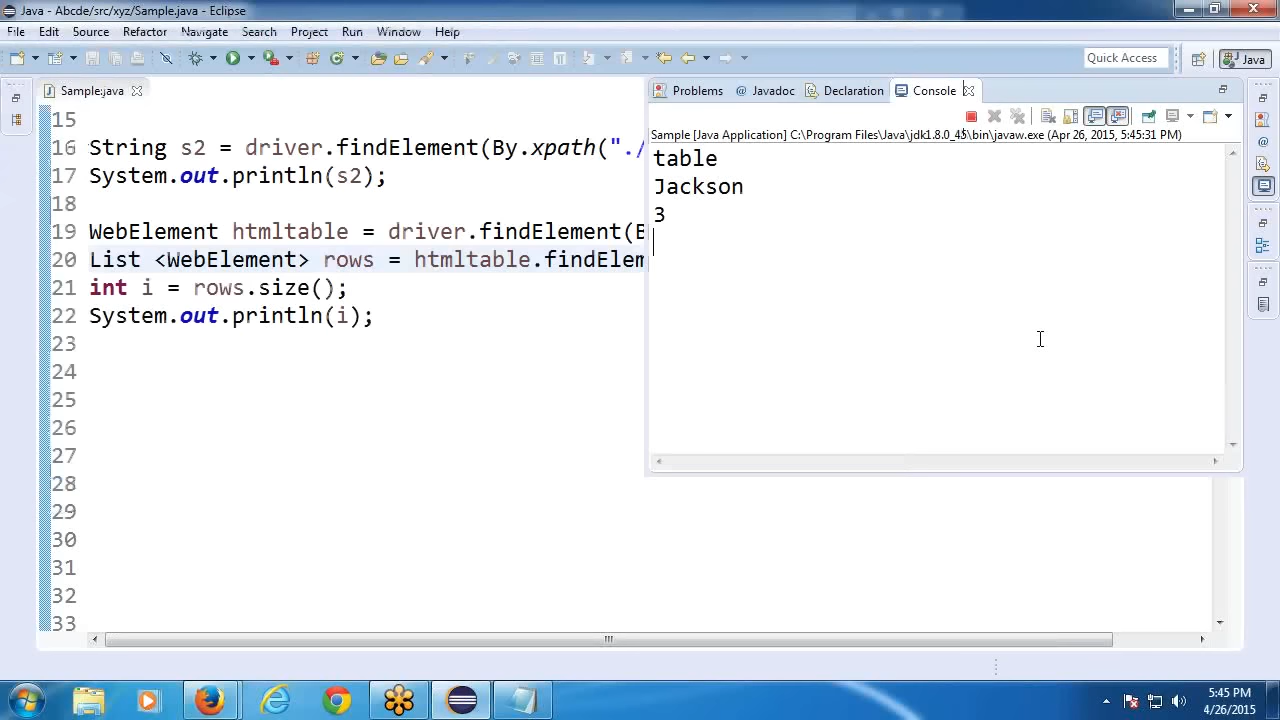 Java - Abcde/src/xyz/Sample.java - Eclipse
File Edit Source Refactor Navigate Search Project Run Window Help
Quick Access
Java
Sample.java
Problems @ Javadoc Declaration Console
Sample [Java Application] C:\Program Files\Java\jdk1.8.0_45\bin\javaw.exe (Apr 26, 2015, 5:45:31 PM)
table
Jackson
3
15
16 String s2 = driver.findElement(By.xpath("./
17 System.out.println(s2);
18
19 WebElement htmltable = driver.findElement(B
20 List <WebElement> rows = htmltable.findElem
21 int i = rows.size();
22 System.out.println(i);
23
24
25
26
27
28
29
30
31
32
33
5:45 PM
4/26/2015